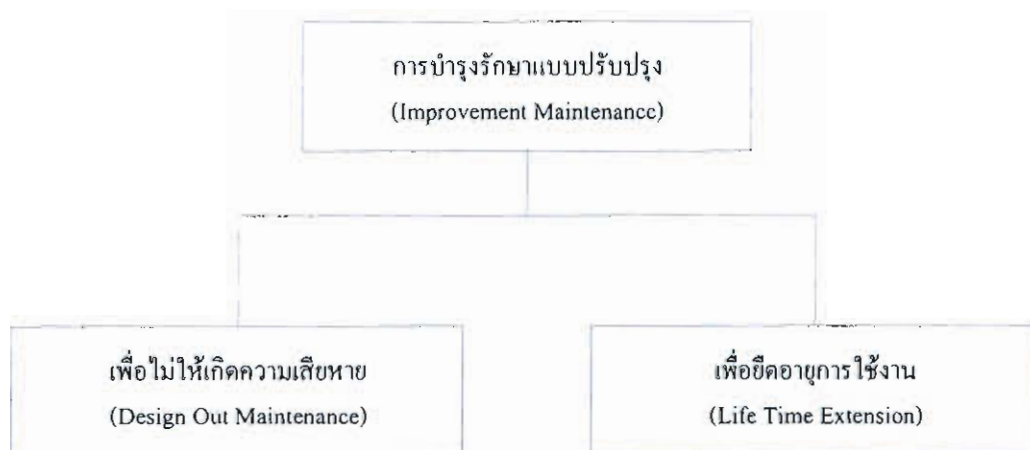 การบำรุงรักษาแบบปรับปรุง
(Improvement Maintenance)
เพื่อไม่ให้เกิดความเสียหาย
(Design Out Maintenance)
เพื่อยืดอายุการใช้งาน
(Life Time Extension)